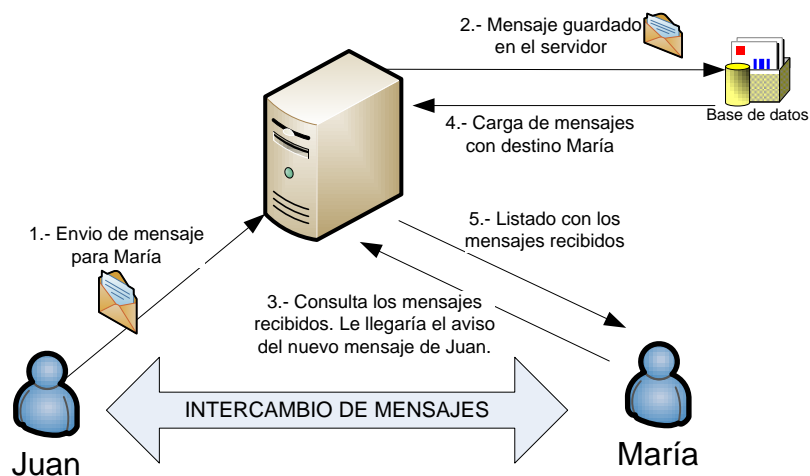 2.- Mensaje guardado
en el servidor
Base de datos
4.- Carga de mensajes
con destino María
1.- Envio de mensaje
para María
5.- Listado con los
mensajes recibidos
3.- Consulta los mensajes
recibidos. Le llegaría el aviso
del nuevo mensaje de Juan.
INTERCAMBIO DE MENSAJES
Juan
María